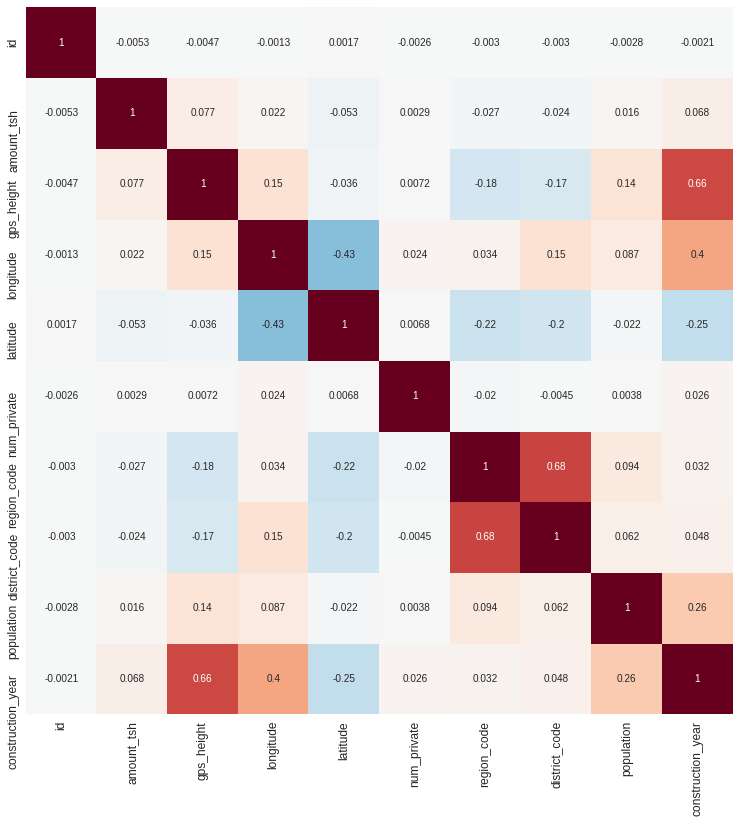 id 1 -0.0053 -0.0047 -0.0013 0.0017 -0.0026 -0.003 -0.003 -0.0028 -0.0021
amount_tsh -0.0053 1 0.077 0.022 -0.053 0.0029 -0.027 -0.024 0.016 0.068
gps_height -0.0047 0.077 1 0.15 -0.036 0.0072 -0.18 -0.17 0.14 0.66
longitude -0.0013 0.022 0.15 1 -0.43 0.024 0.034 0.15 0.087 0.4
latitude 0.0017 -0.053 -0.036 -0.43 1 0.0068 -0.22 -0.2 -0.022 -0.25
num_private -0.0026 0.0029 0.0072 0.024 0.0068 1 -0.02 -0.0045 0.0038 0.026
region_code -0.003 -0.027 -0.18 0.034 -0.22 -0.02 1 0.68 0.094 0.032
district_code -0.003 -0.024 -0.17 0.15 -0.2 -0.0045 0.68 1 0.062 0.048
population -0.0028 0.016 0.14 0.087 -0.022 0.0038 0.094 0.062 1 0.26
construction_year -0.0021 0.068 0.66 0.4 -0.25 0.026 0.032 0.048 0.26 1
id amount_tsh gps_height longitude latitude num_private region_code district_code population construction_year